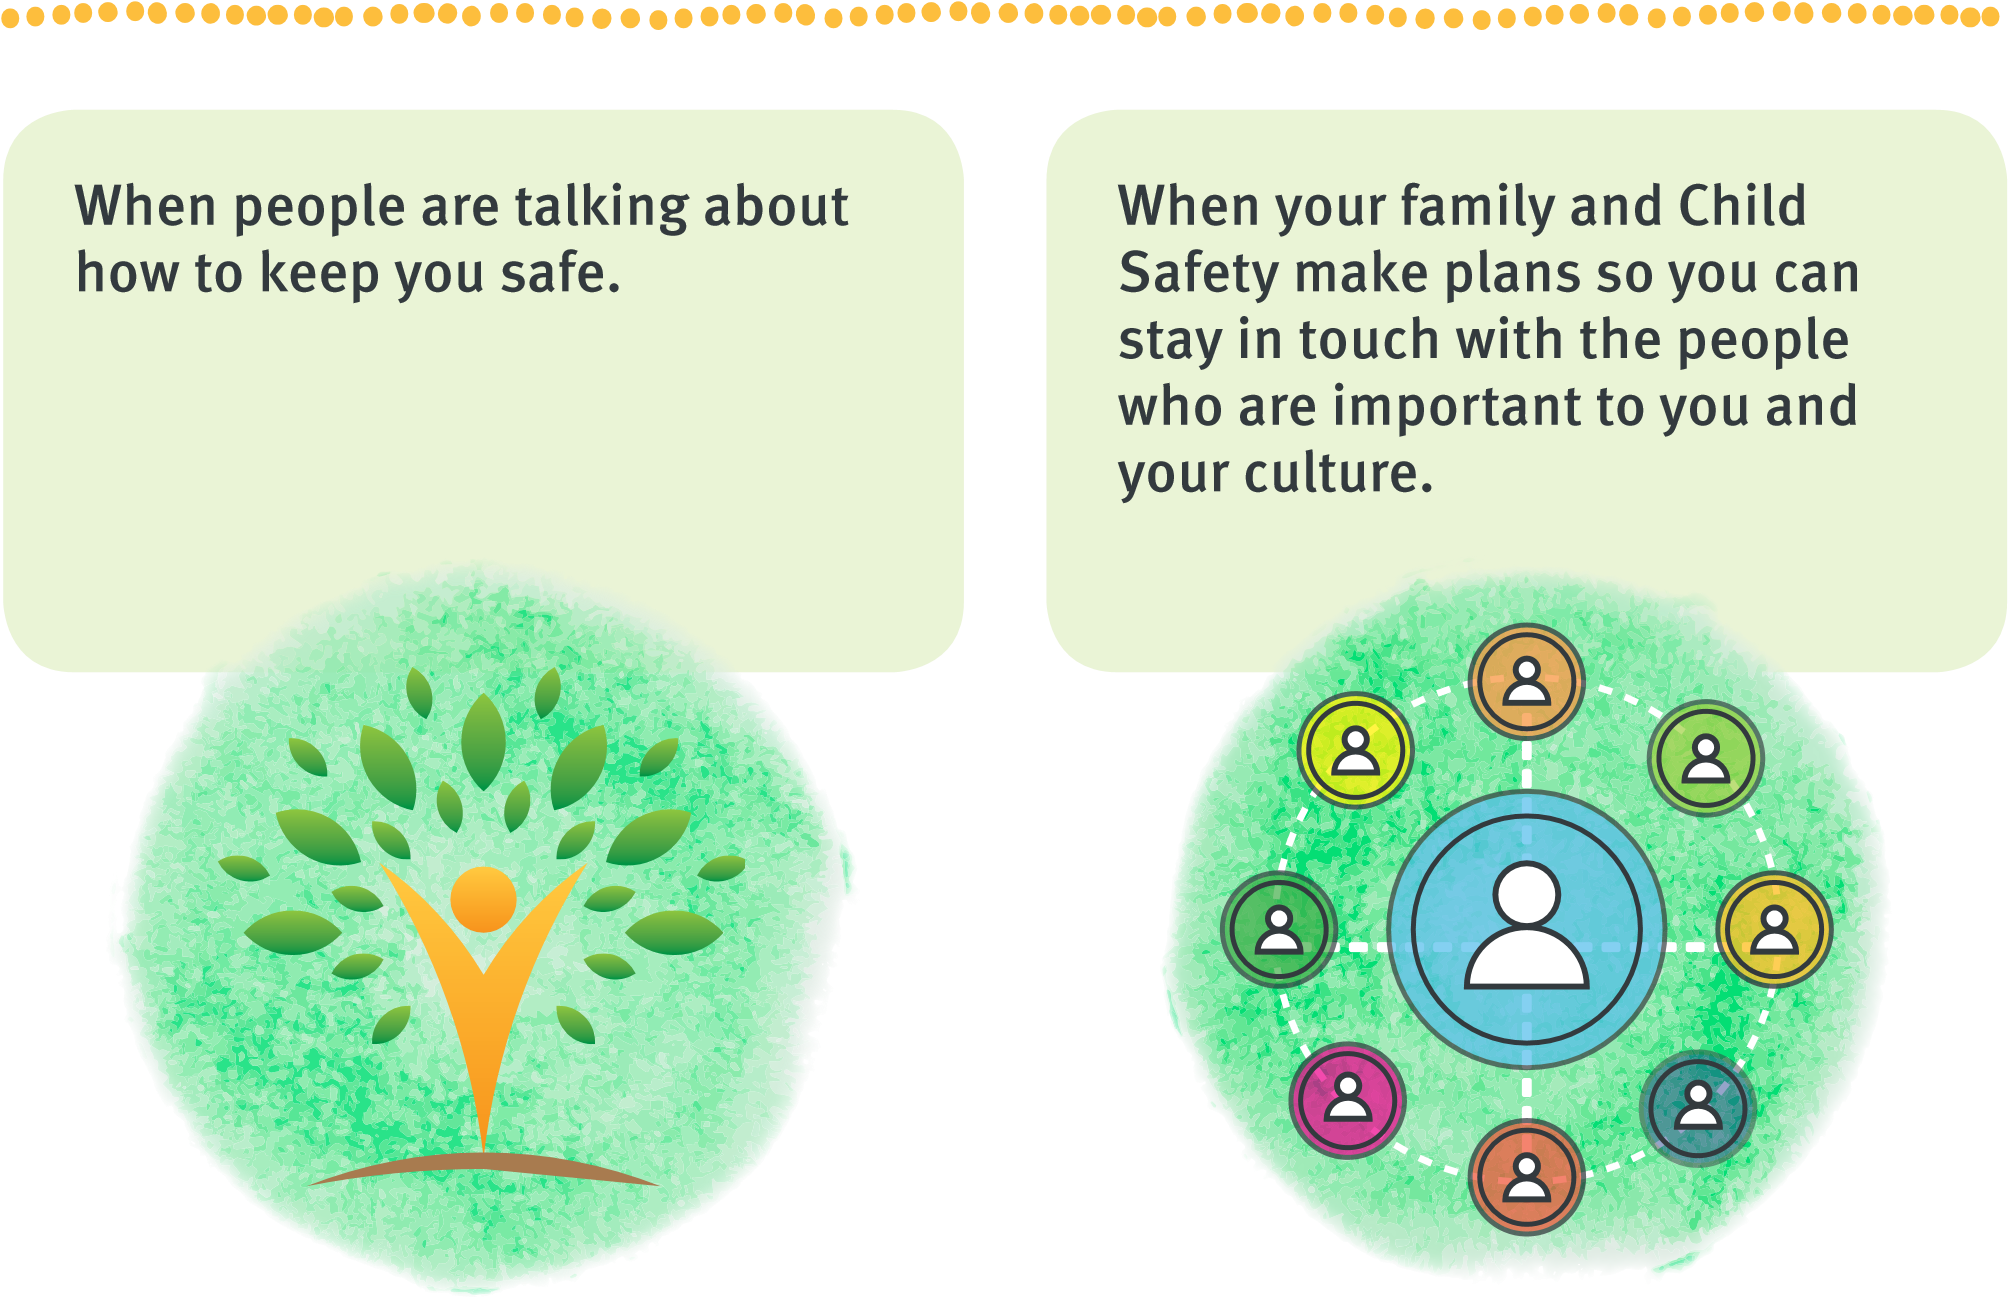 When people are talking about
how to keep you safe.
When your family and Child
Safety make plans so you can
stay in touch with the people
who are important to you and
your culture.